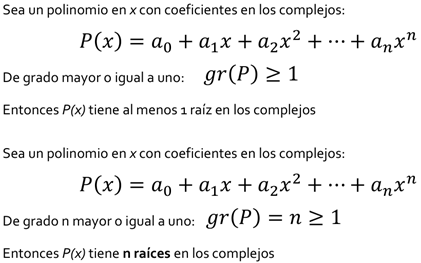 Sea un polinomio en x con coeficientes en los complejos:
P(x) = a₀ + a₁x + a₂x² + ⋯ + aₙxⁿ
De grado mayor o igual a uno: gr(P) ≥ 1
Entonces P(x) tiene al menos 1 raíz en los complejos
Sea un polinomio en x con coeficientes en los complejos:
P(x) = a₀ + a₁x + a₂x² + ⋯ + aₙxⁿ
De grado n mayor o igual a uno: gr(P) = n ≥ 1
Entonces P(x) tiene n raíces en los complejos